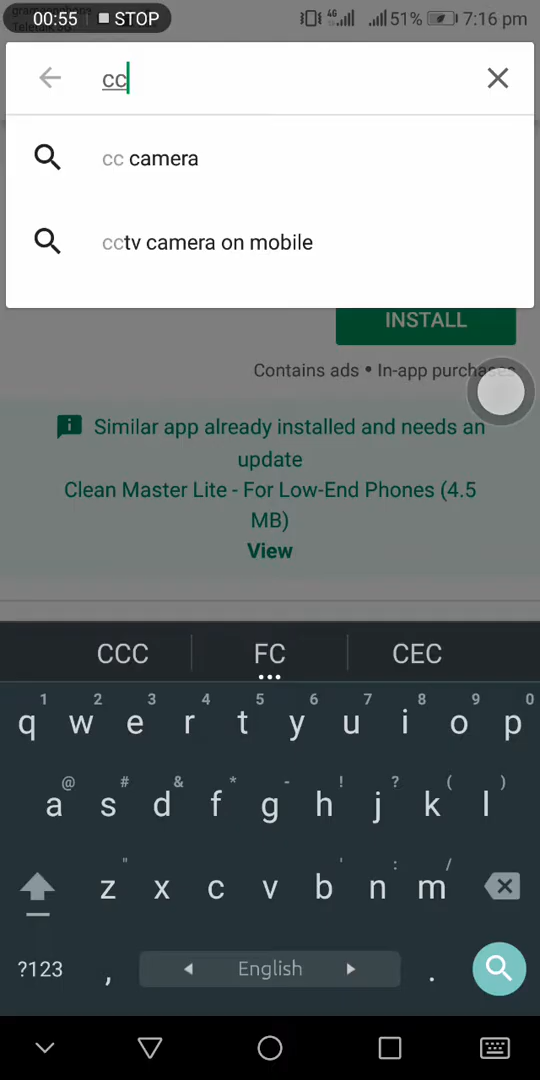 00:55 STOP 4G 51% 7:16 pm
cc
cc camera
cctv camera on mobile
INSTALL
Contains ads • In-app purchases
Similar app already installed and needs an
update
Clean Master Lite - For Low-End Phones (4.5
MB)
View
CCC FC CEC
1 2 3 4 5 6 7 8 9 0
q w e r t y u i o p
@ # & * - ! ? ( )
a s d f g h j k l
" ' : /
z x c v b n m
?123 , English .